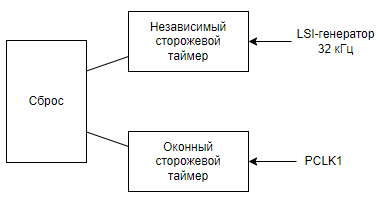 Независимый
сторожевой
таймер
LSI-генератор
32 кГц
Сброс
Оконный
сторожевой
таймер
PCLK1